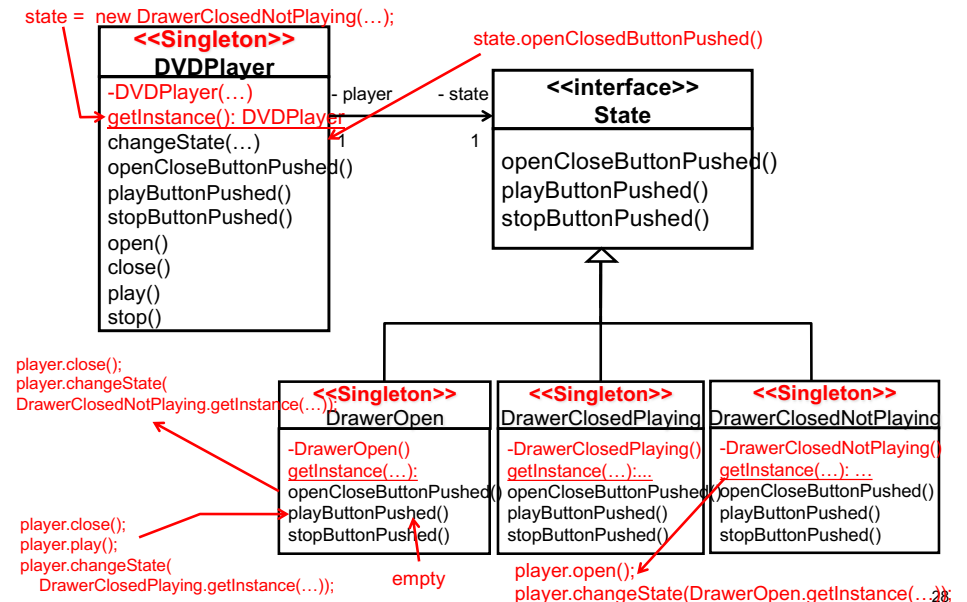 state =  new DrawerClosedNotPlaying(…);
<<Singleton>>
DVDPlayer
-DVDPlayer(…)
getInstance(): DVDPlayer
changeState(…)
openCloseButtonPushed()
playButtonPushed()
stopButtonPushed()
open()
close()
play()
stop()
state.openClosedButtonPushed()
- player
- state
1
1
<<interface>>
State
openCloseButtonPushed()
playButtonPushed()
stopButtonPushed()
player.close();
player.changeState(
DrawerClosedNotPlaying.getInstance(…));
<<Singleton>>
DrawerOpen
-DrawerOpen()
getInstance(…):
openCloseButtonPushed()
playButtonPushed()
stopButtonPushed()
<<Singleton>>
DrawerClosedPlaying
-DrawerClosedPlaying()
getInstance(…):...
openCloseButtonPushed()
playButtonPushed()
stopButtonPushed()
<<Singleton>>
DrawerClosedNotPlaying
-DrawerClosedNotPlaying()
getInstance(…): …
openCloseButtonPushed()
playButtonPushed()
stopButtonPushed()
player.close();
player.play();
player.changeState(
DrawerClosedPlaying.getInstance(…));
empty
player.open();
player.changeState(DrawerOpen.getInstance(…));
28